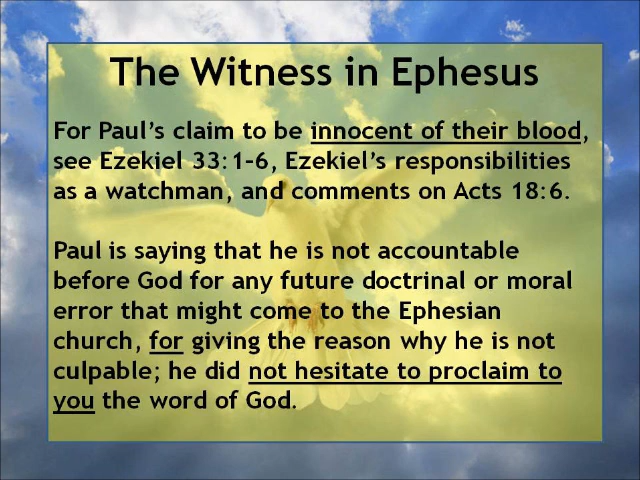 The Witness in Ephesus
For Paul’s claim to be innocent of their blood,
see Ezekiel 33:1–6, Ezekiel’s responsibilities
as a watchman, and comments on Acts 18:6.
Paul is saying that he is not accountable
before God for any future doctrinal or moral
error that might come to the Ephesian
church, for giving the reason why he is not
culpable; he did not hesitate to proclaim to
you the word of God.